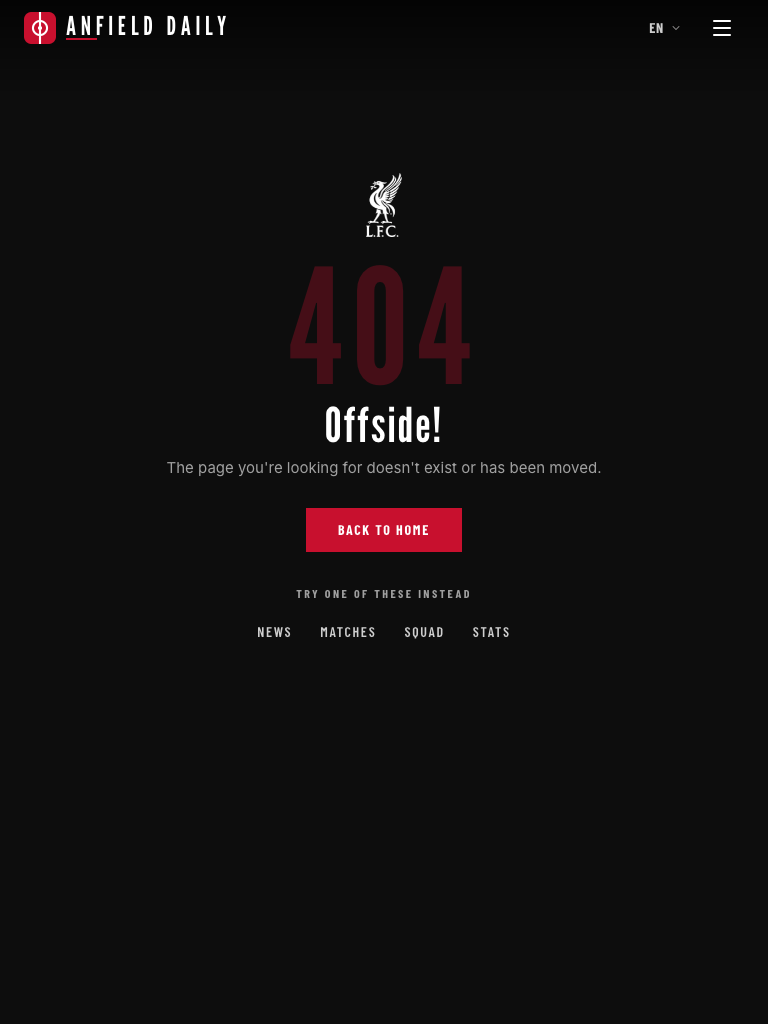 ANFIELD DAILY
EN
L.F.C.
404
Offside!
The page you're looking for doesn't exist or has been moved.
BACK TO HOME
TRY ONE OF THESE INSTEAD
NEWS MATCHES SQUAD STATS